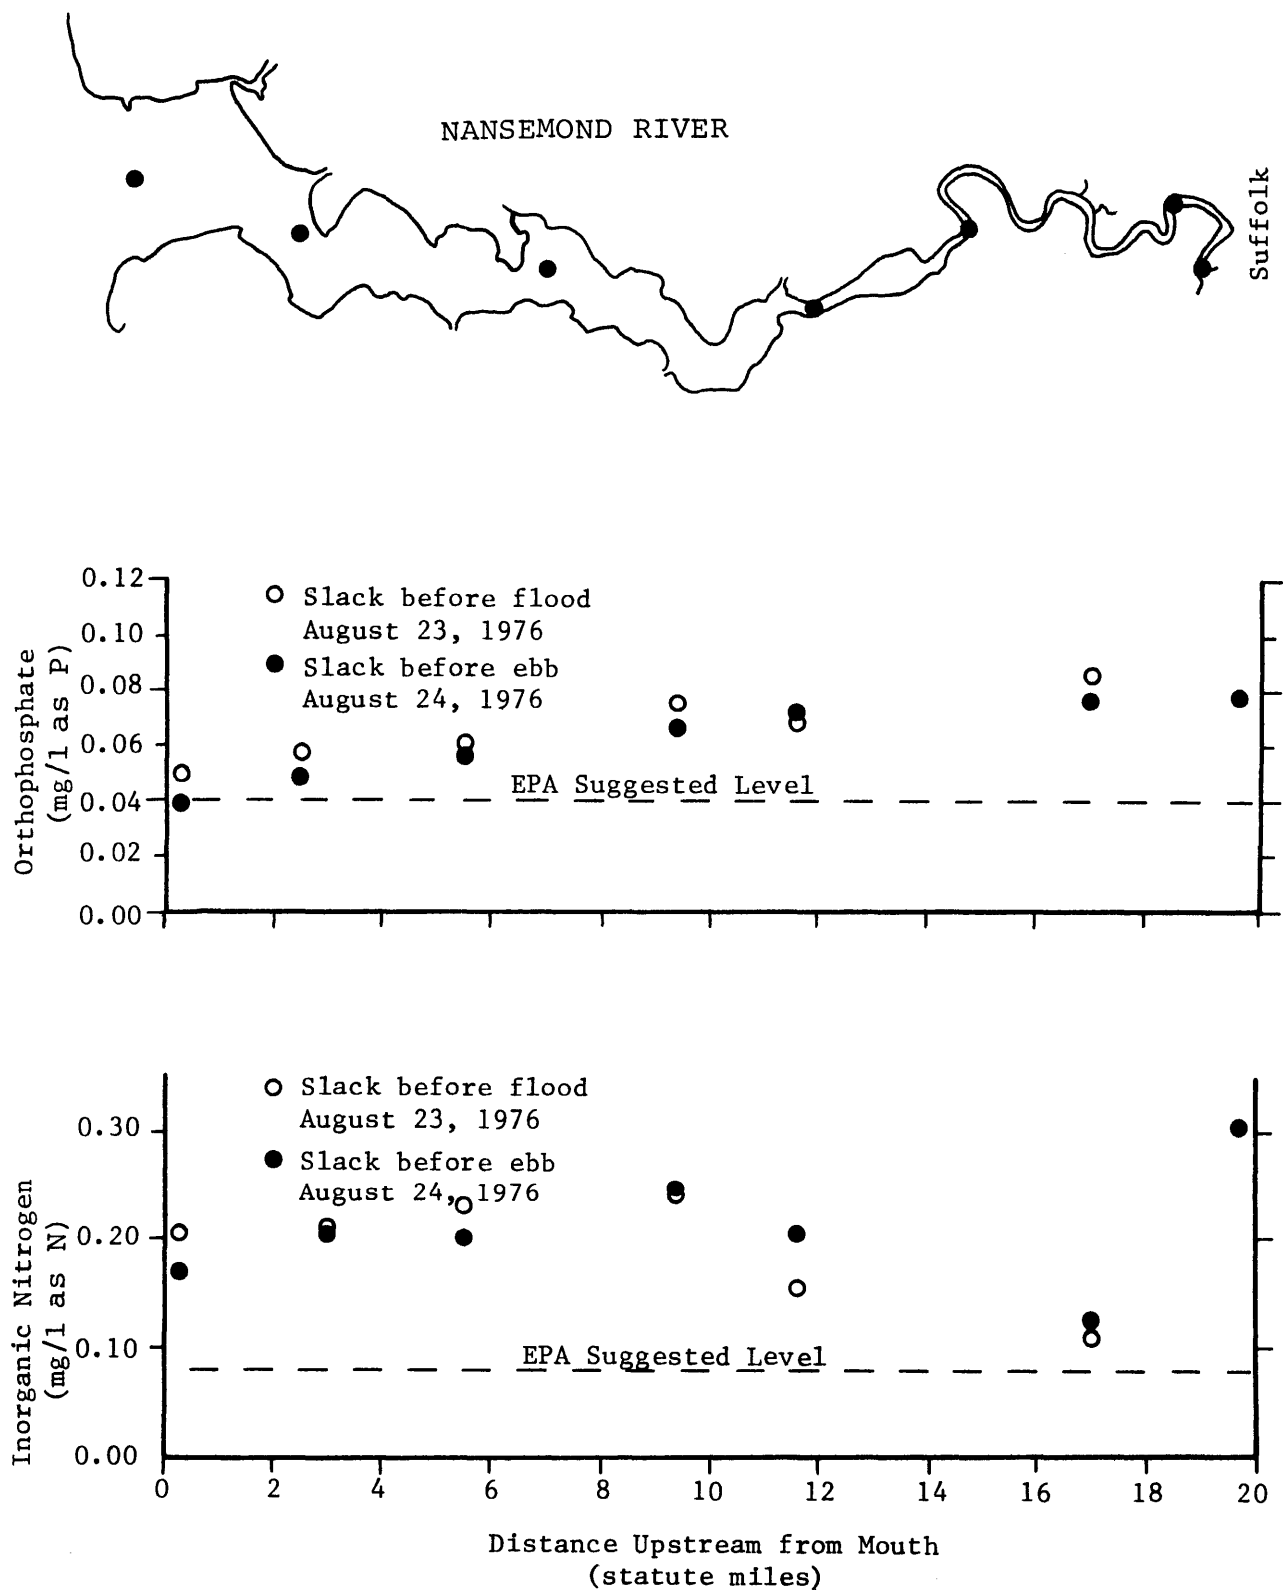 NANSEMOND RIVER
Suffolk
Orthophosphate
(mg/l as P)
0.12
0.10
0.08
0.06
0.04
0.02
0.00
Slack before flood
August 23, 1976
Slack before ebb
August 24, 1976
EPA Suggested Level
Inorganic Nitrogen
(mg/l as N)
0.30
0.20
0.10
0.00
Slack before flood
August 23, 1976
Slack before ebb
August 24, 1976
EPA Suggested Level
0 2 4 6 8 10 12 14 16 18 20
Distance Upstream from Mouth
(statute miles)